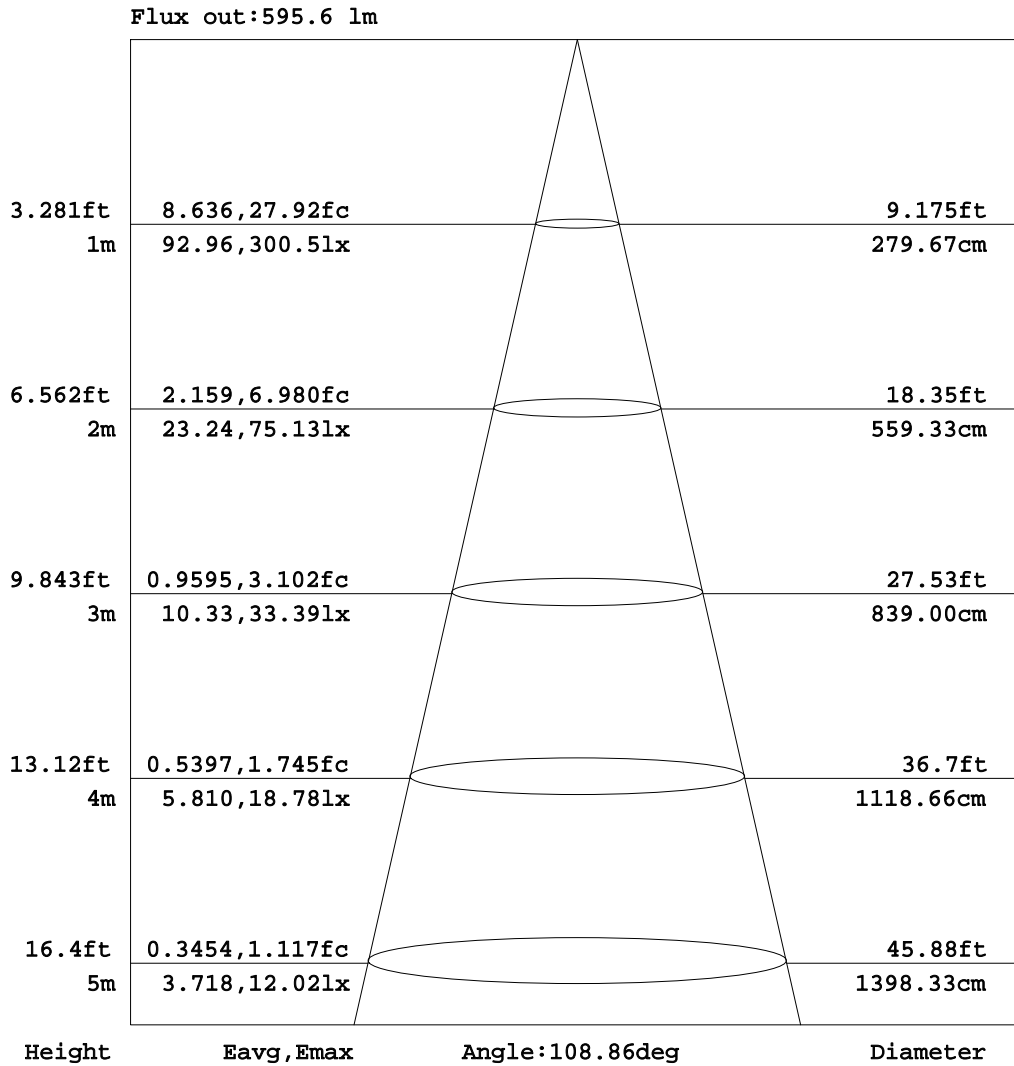 Flux out:595.6 lm
3.281ft 8.636,27.92fc 9.175ft
1m 92.96,300.5lx 279.67cm
6.562ft 2.159,6.980fc 18.35ft
2m 23.24,75.13lx 559.33cm
9.843ft 0.9595,3.102fc 27.53ft
3m 10.33,33.39lx 839.00cm
13.12ft 0.5397,1.745fc 36.7ft
4m 5.810,18.78lx 1118.66cm
16.4ft 0.3454,1.117fc 45.88ft
5m 3.718,12.02lx 1398.33cm
Height Eavg,Emax Angle:108.86deg Diameter